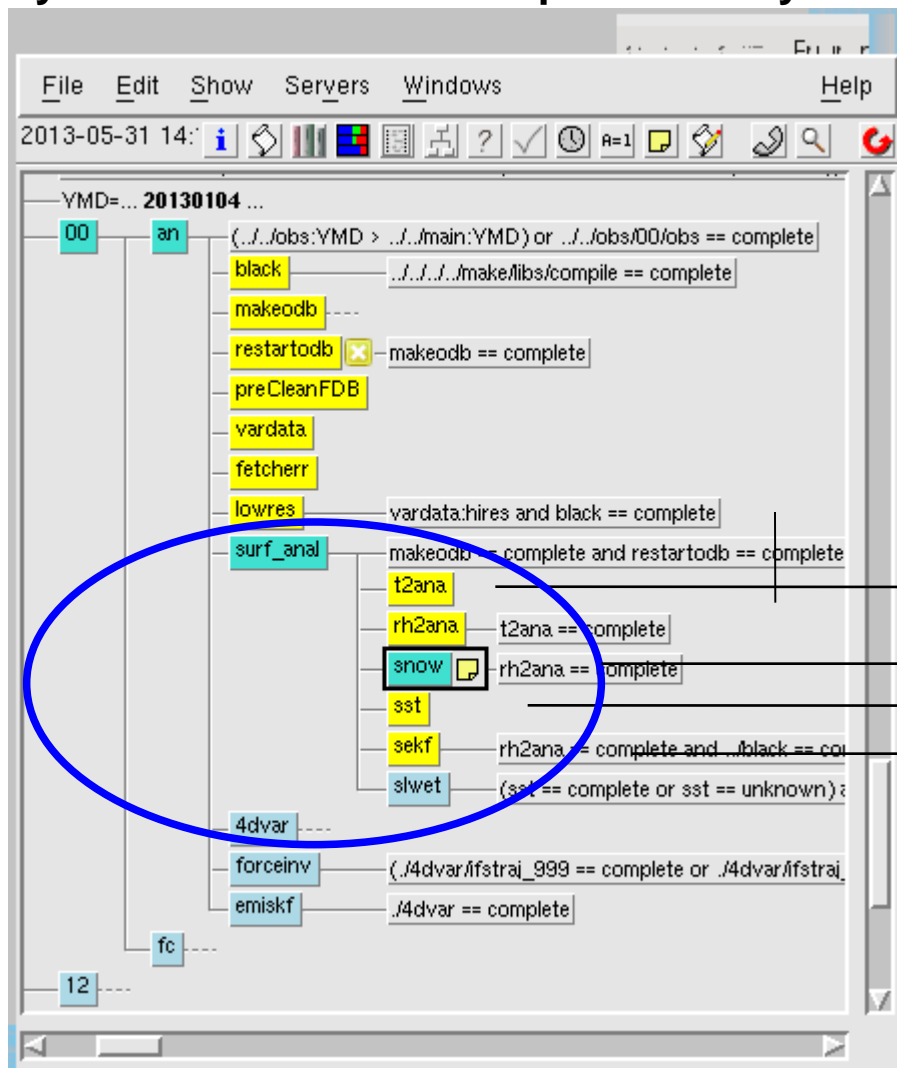 File Edit Show Servers Windows Help
2013-05-31 14: i ? A=1
YMD=... 20130104 ...
00 an (../../obs:YMD > ../../main:YMD) or ../../obs/00/obs == complete
black ../../../../make/libs/compile == complete
makeodb
restartodb makeodb == complete
preCleanFDB
vardata
fetcherr
lowres vardata:hires and black == complete
surf_anal makeodb == complete and restartodb == complete
t2ana
rh2ana t2ana == complete
snow rh2ana == complete
sst
sekf rh2ana == complete and ../black == co
slwet (sst == complete or sst == unknown) a
4dvar
forceinv (./4dvar/ifstraj_999 == complete or ./4dvar/ifstraj_
emiskf ./4dvar == complete
fc
12